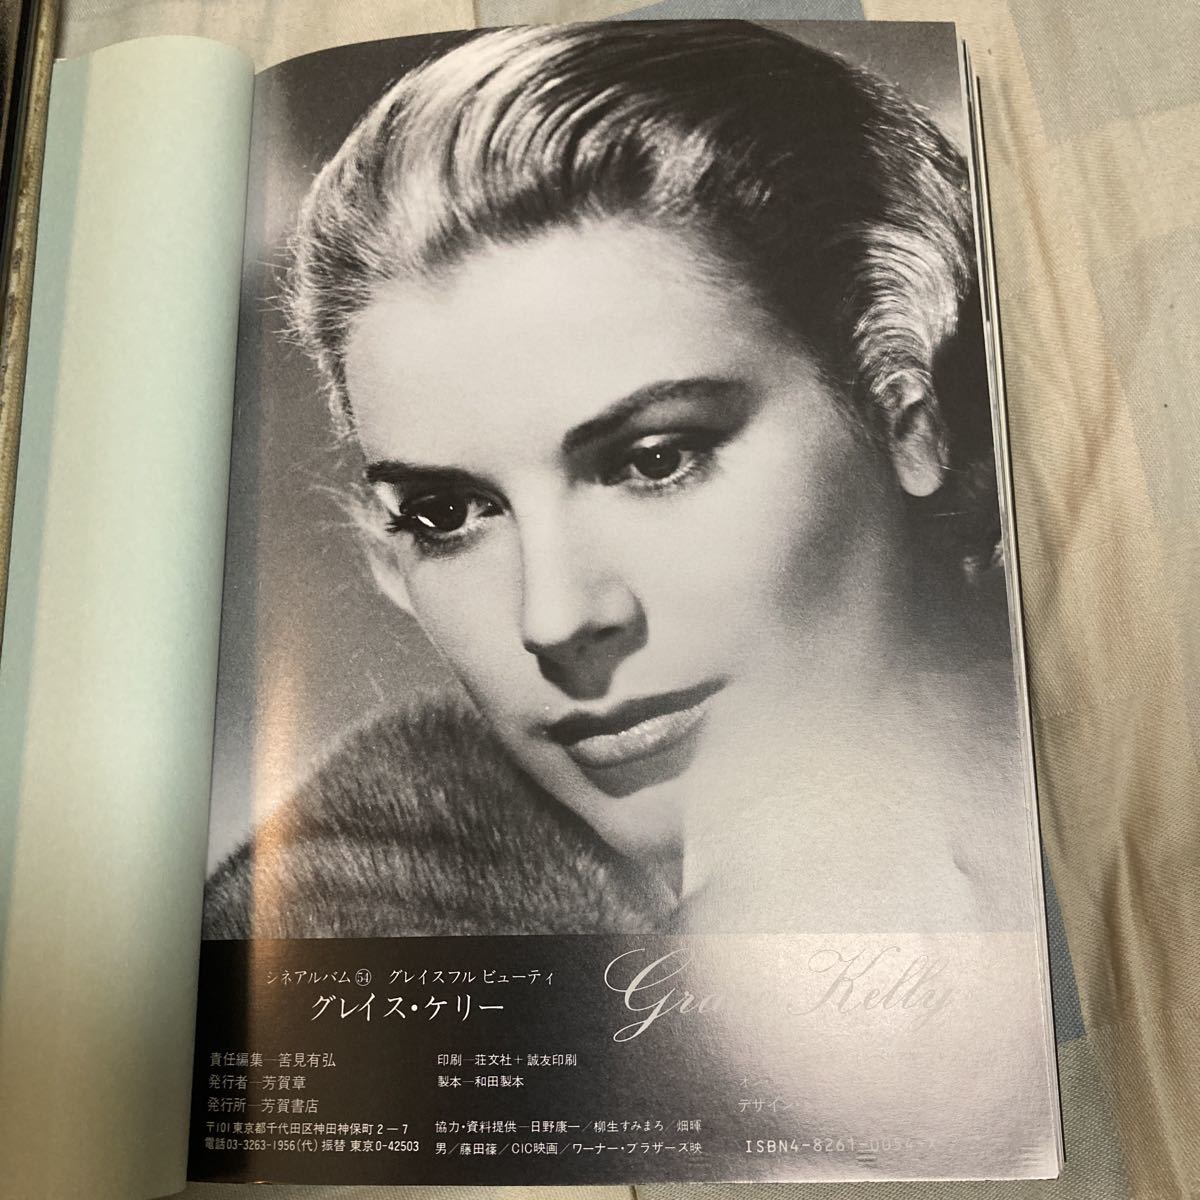 シネアルバム54 グレイスフル ビューティ
グレイス・ケリー
Grace Kelly
責任編集─筈見有弘
発行者─芳賀章
発行所─芳賀書店
〒101東京都千代田区神田神保町2-7
電話03-3263-1956(代)振替 東京0-42503
印刷─荘文社+誠友印刷
製本─和田製本
協力・資料提供─日野康一/柳生すみまろ/畑暉
男/藤田篠/CIC映画/ワーナー・ブラザース映
デザイン
ISBN4-8261-